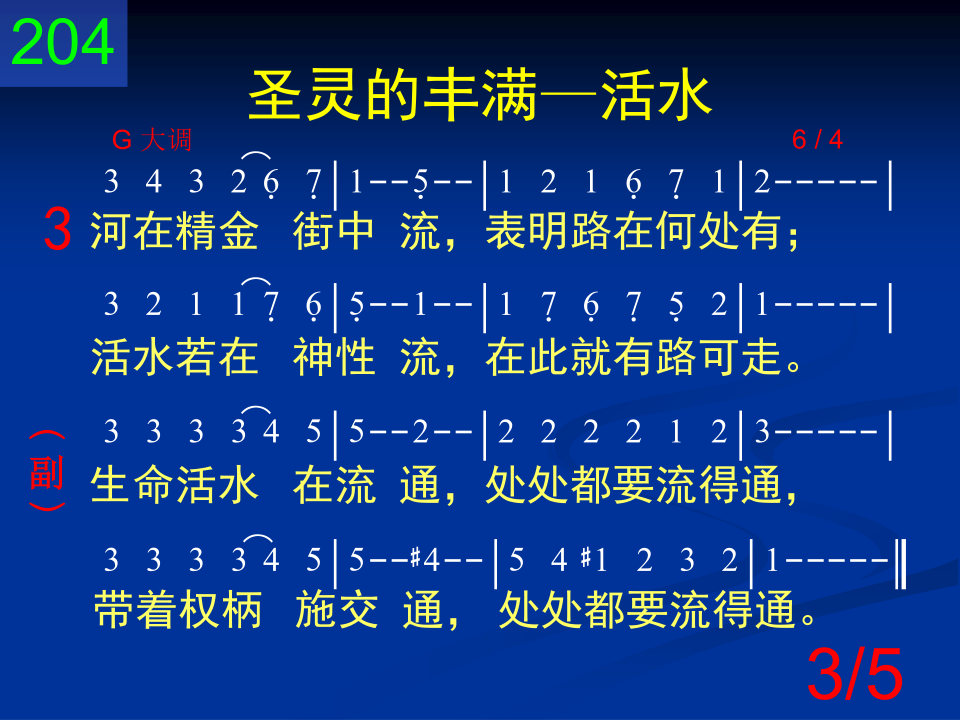 204
圣灵的丰满—活水
G 大调 6 / 4
3 4 3 2 6̣ 7̣ | 1 - - 5̣ - - | 1 2 1 6̣ 7̣ 1 | 2 - - - - - |
3 河在精金 街中 流，表明路在何处有；
3 2 1 1 7̣ 6̣ | 5̣ - - 1 - - | 1 7̣ 6̣ 7̣ 5̣ 2 | 1 - - - - - |
活水若在 神性 流，在此就有路可走。
3 3 3 3 4 5 | 5 - - 2 - - | 2 2 2 2 1 2 | 3 - - - - - |
（副） 生命活水 在流 通，处处都要流得通，
3 3 3 3 4 5 | 5 - - #4 - - | 5 4 #1 2 3 2 | 1 - - - - - ‖
带着权柄 施交 通，处处都要流得通。
3/5